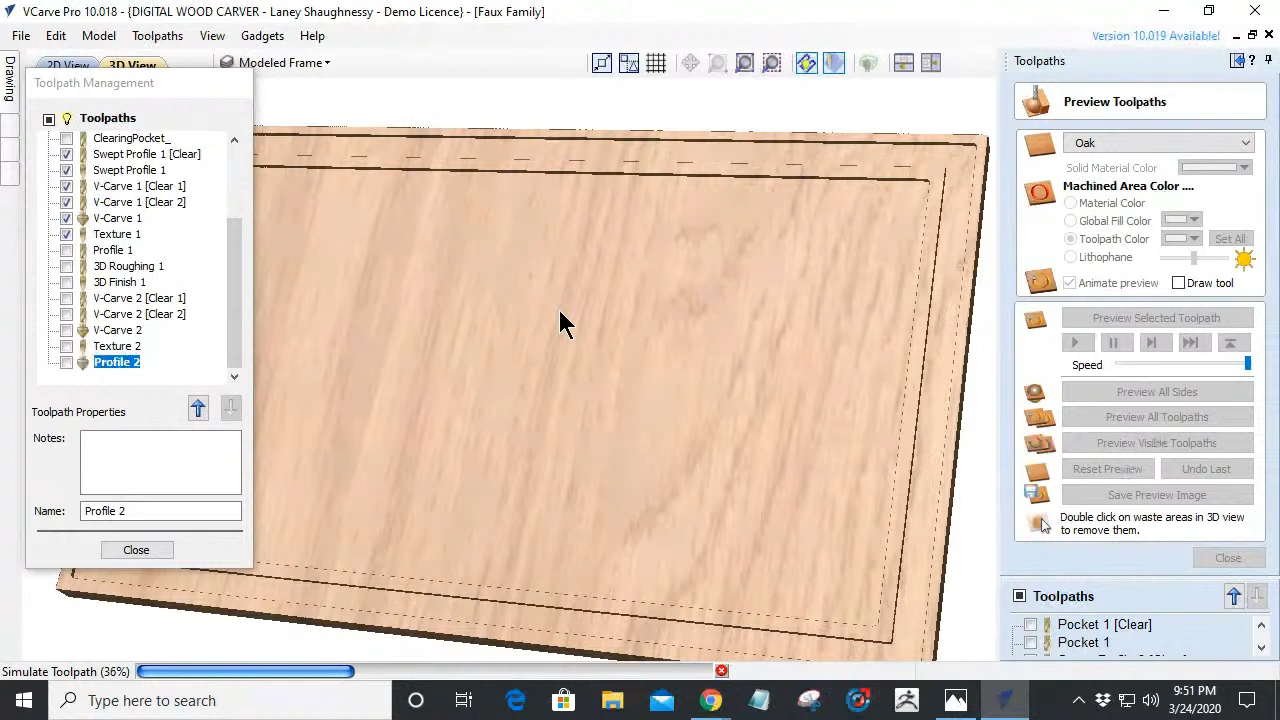 VCarve Pro 10.018 - {DIGITAL WOOD CARVER - Laney Shaughnessy - Demo Licence} - [Faux Family]
File Edit Model Toolpaths View Gadgets Help
Version 10.019 Available!
Drawing
2D View
3D View
Modeled Frame
Toolpath Management
Toolpaths
ClearingPocket_
Swept Profile 1 [Clear]
Swept Profile 1
V-Carve 1 [Clear 1]
V-Carve 1 [Clear 2]
V-Carve 1
Texture 1
Profile 1
3D Roughing 1
3D Finish 1
V-Carve 2 [Clear 1]
V-Carve 2 [Clear 2]
V-Carve 2
Texture 2
Profile 2
Toolpath Properties
Notes:
Name: Profile 2
Close
Toolpaths
?
Preview Toolpaths
Oak
Solid Material Color
Machined Area Color ....
Material Color
Global Fill Color
Toolpath Color
Set All
Lithophane
Animate preview
Draw tool
Preview Selected Toolpath
Speed
Preview All Sides
Preview All Toolpaths
Preview Visible Toolpaths
Reset Preview
Undo Last
Save Preview Image
Double click on waste areas in 3D view
to remove them.
Close
Toolpaths
Pocket 1 [Clear]
Pocket 1
Simulate Toolpath (36%)
Type here to search
9:51 PM
3/24/2020